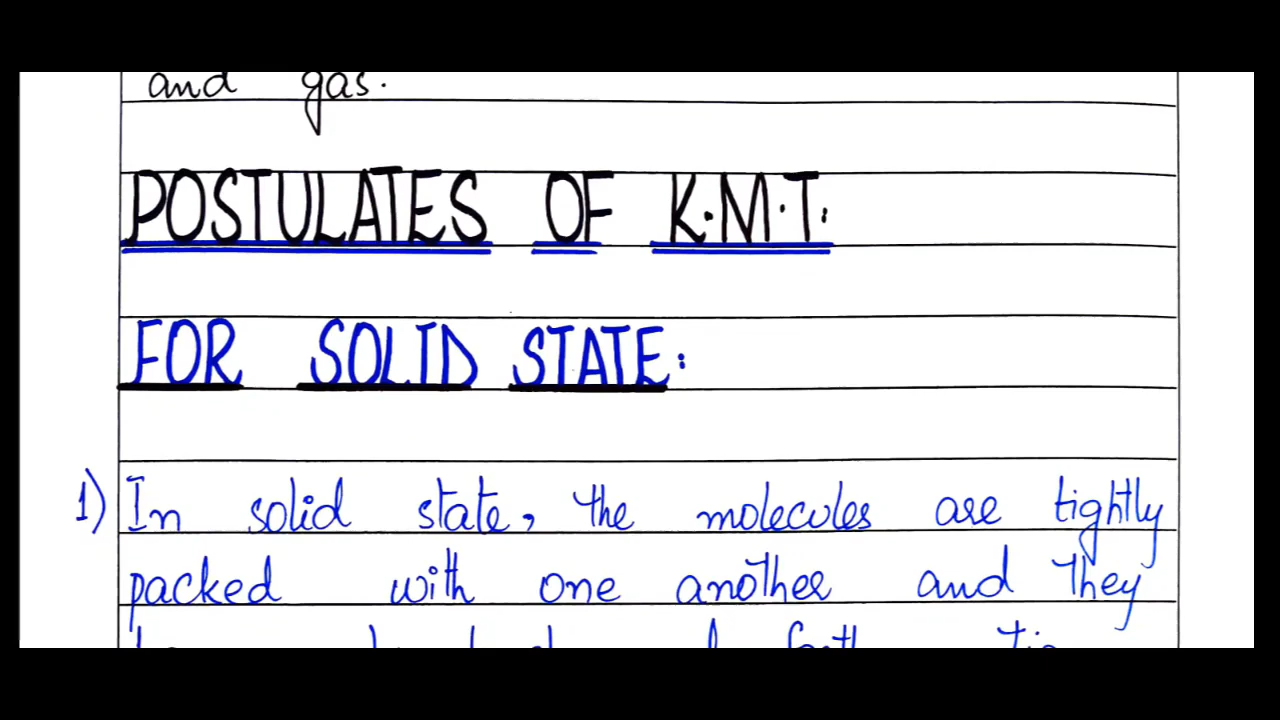 and gas.
POSTULATES OF K.M.T:
FOR SOLID STATE:
1) In solid state, the molecules are tightly
packed with one another and they